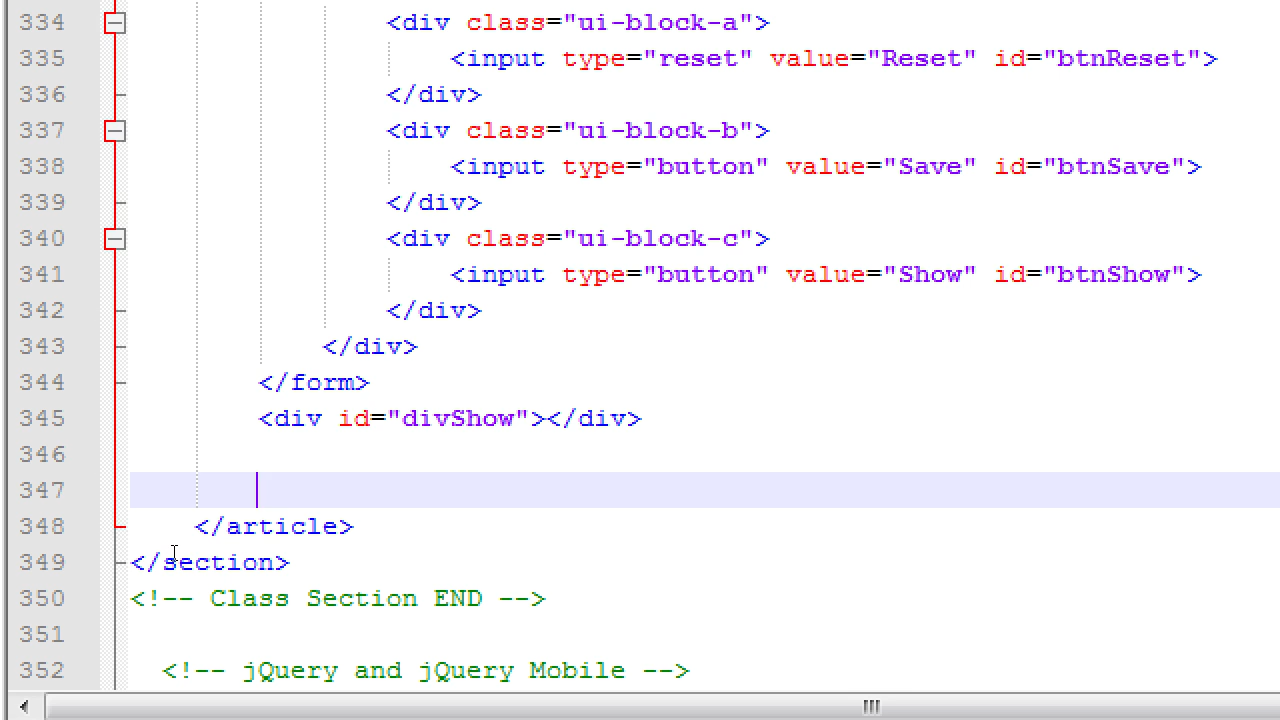 334 <div class="ui-block-a">
335 <input type="reset" value="Reset" id="btnReset">
336 </div>
337 <div class="ui-block-b">
338 <input type="button" value="Save" id="btnSave">
339 </div>
340 <div class="ui-block-c">
341 <input type="button" value="Show" id="btnShow">
342 </div>
343 </div>
344 </form>
345 <div id="divShow"></div>
346
347
348 </article>
349 </section>
350 <!-- Class Section END -->
351
352 <!-- jQuery and jQuery Mobile -->